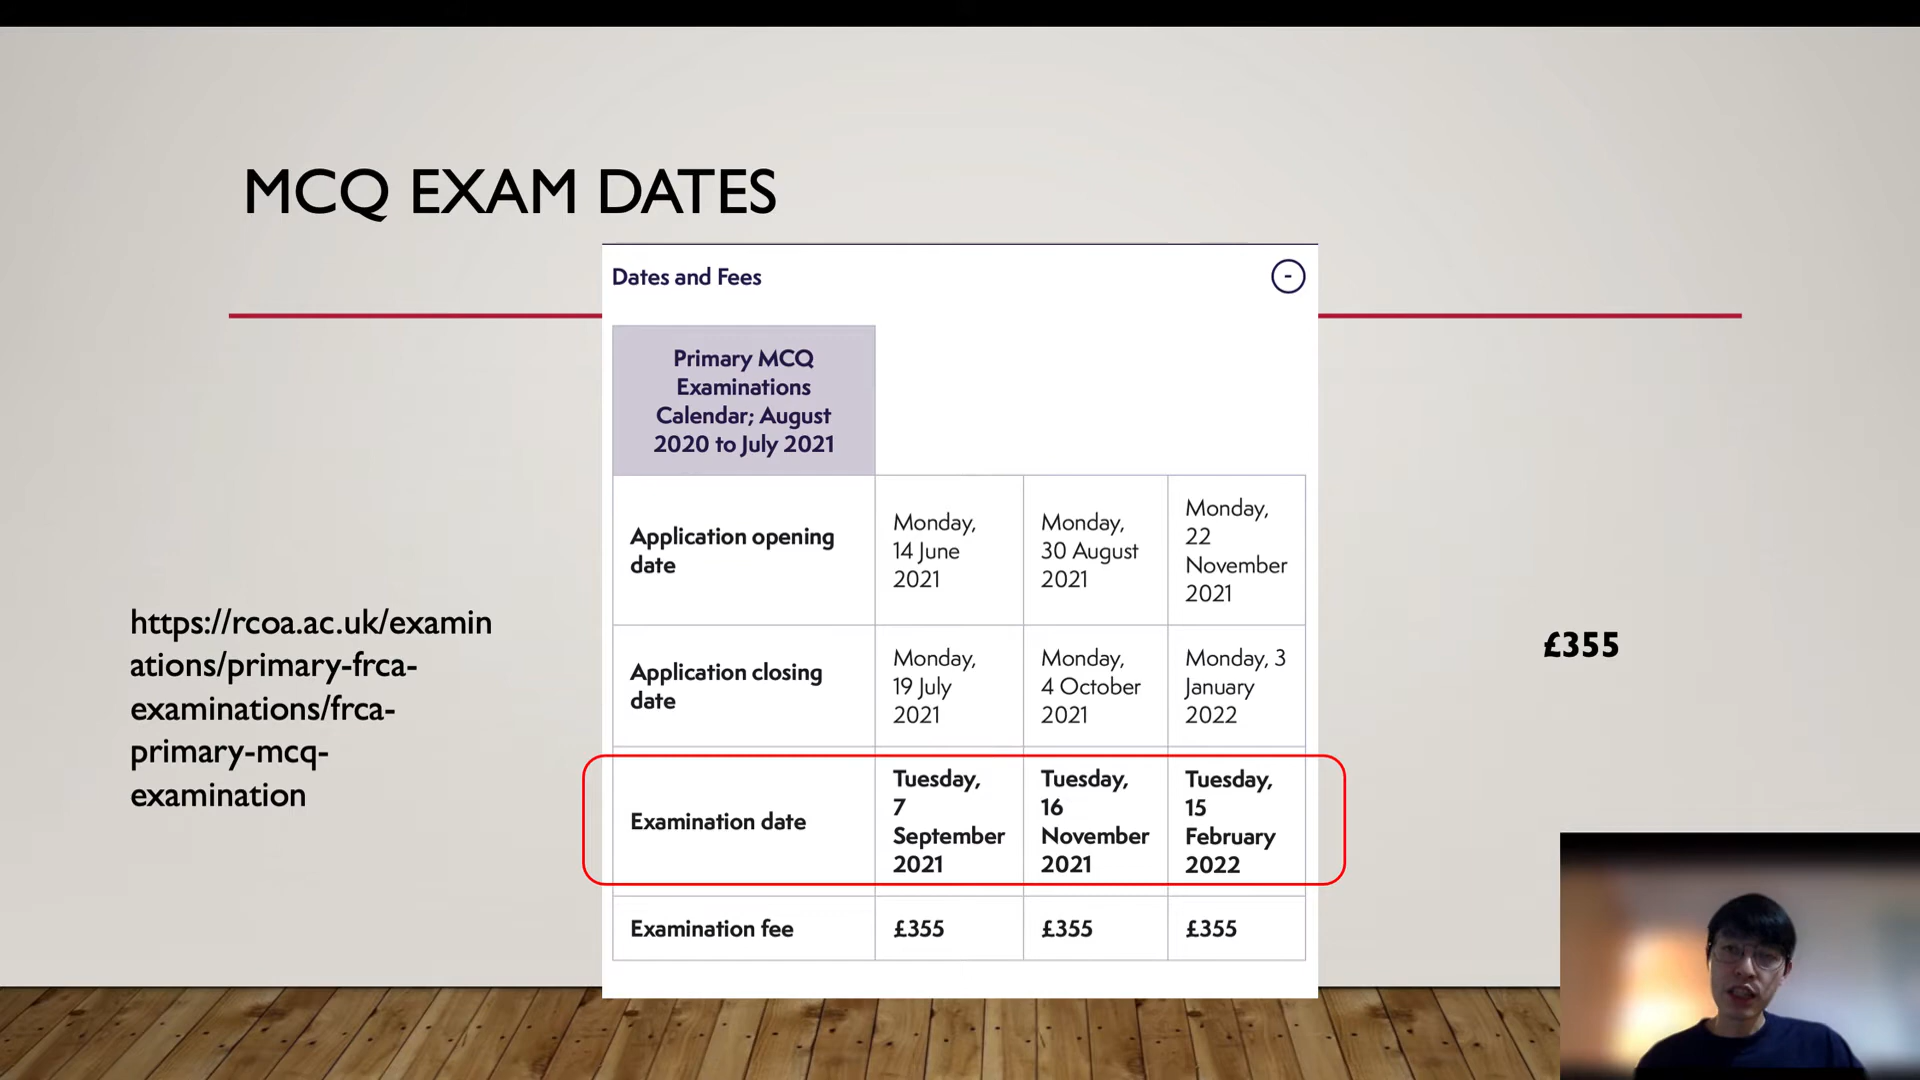 MCQ EXAM DATES
Dates and Fees
-
Primary MCQ
Examinations
Calendar; August
2020 to July 2021
Application opening
date
Monday,
14 June
2021
Monday,
30 August
2021
Monday,
22
November
2021
Application closing
date
Monday,
19 July
2021
Monday,
4 October
2021
Monday, 3
January
2022
Examination date
Tuesday,
7
September
2021
Tuesday,
16
November
2021
Tuesday,
15
February
2022
Examination fee
£355
£355
£355
https://rcoa.ac.uk/examin
ations/primary-frca-
examinations/frca-
primary-mcq-
examination
£355